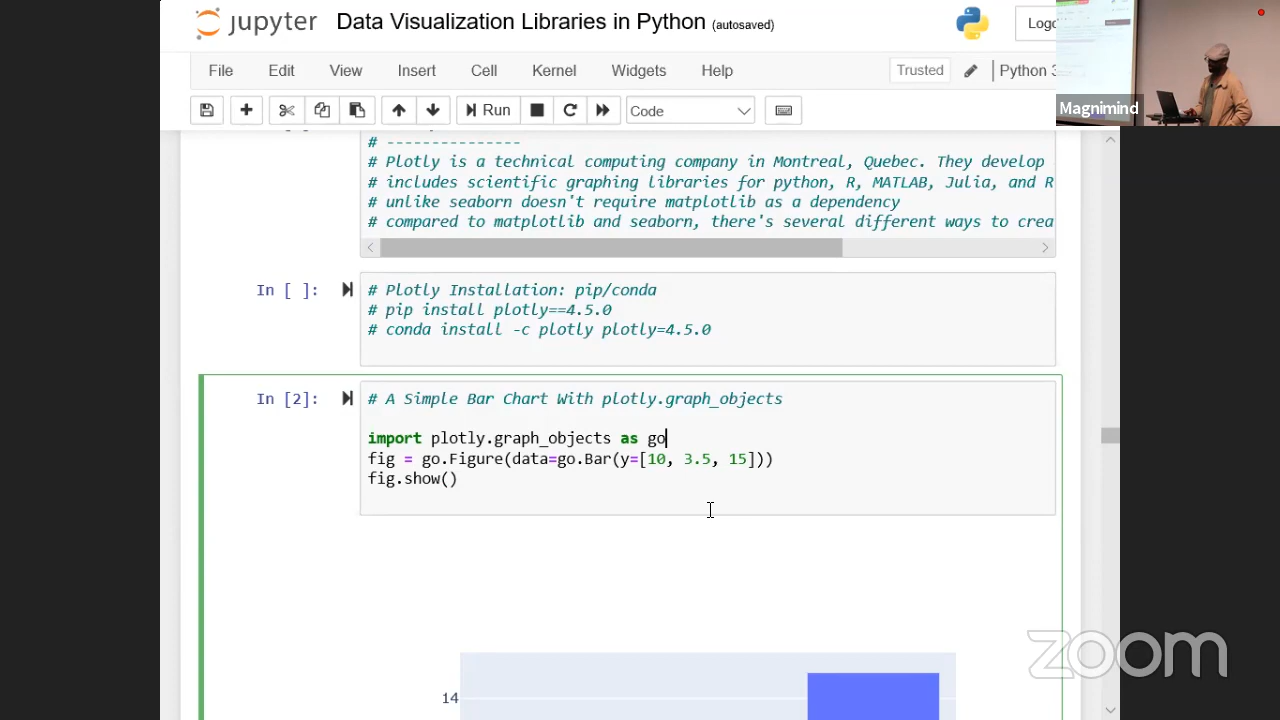 jupyter Data Visualization Libraries in Python (autosaved)
Magnimind
File Edit View Insert Cell Kernel Widgets Help Trusted Python 3
Run Code
# ---------------
# Plotly is a technical computing company in Montreal, Quebec. They develop
# includes scientific graphing libraries for python, R, MATLAB, Julia, and R
# unlike seaborn doesn't require matplotlib as a dependency
# compared to matplotlib and seaborn, there's several different ways to crea
In [ ]:
# Plotly Installation: pip/conda
# pip install plotly==4.5.0
# conda install -c plotly plotly=4.5.0
In [2]:
# A Simple Bar Chart With plotly.graph_objects
import plotly.graph_objects as go
fig = go.Figure(data=go.Bar(y=[10, 3.5, 15]))
fig.show()
14
zoom